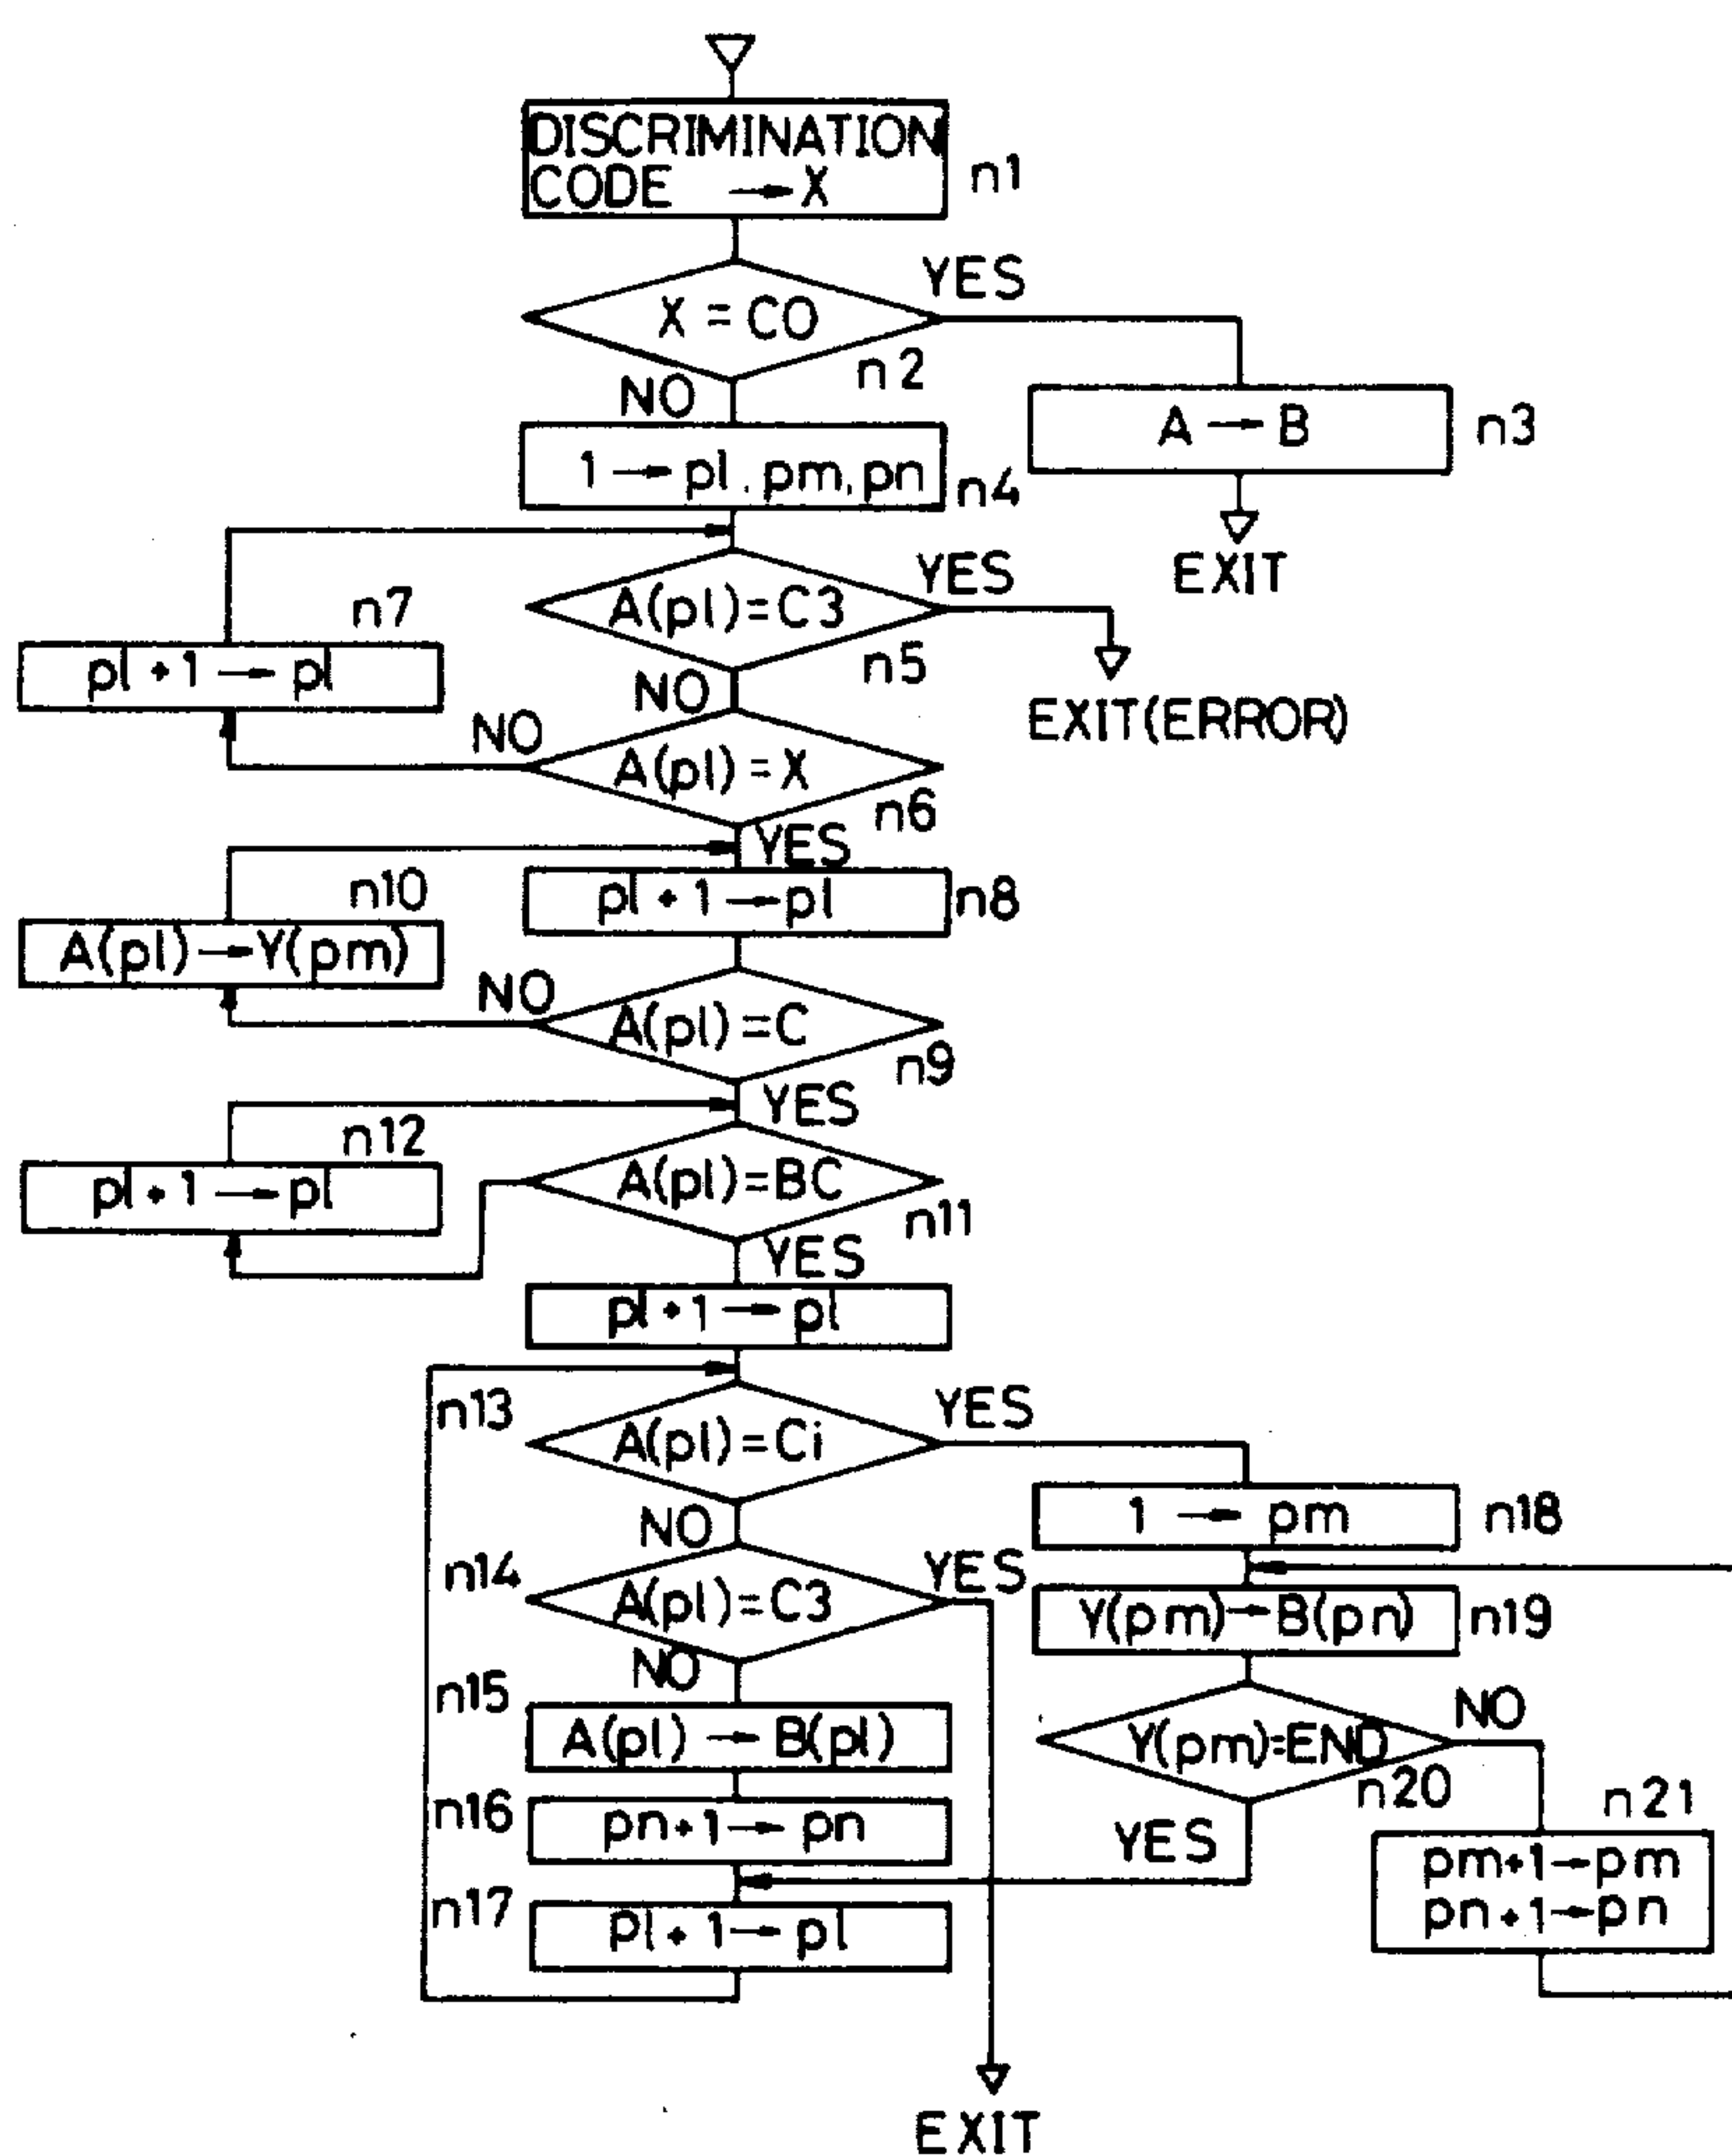 DISCRIMINATION
CODE → X
n1
X = CO
YES
n2
NO
A → B
n3
EXIT
1 → pl, pm, pn
n4
A(pl)=C3
YES
n5
EXIT(ERROR)
NO
n7
pl + 1 → pl
A(pl)=X
NO
n6
YES
pl + 1 → pl
n8
n10
A(pl)→Y(pm)
A(pl)=C
NO
n9
YES
n12
pl + 1 → pl
A(pl)=BC
n11
YES
pl + 1 → pl
n13
A(pl)=Ci
YES
NO
1 → pm
n18
n14
A(pl)=C3
YES
NO
Y(pm)→B(pn)
n19
n15
A(pl) → B(pl)
Y(pm)=END
NO
n20
YES
n16
pn+1→pn
n21
pm+1→pm
pn+1→pn
n17
pl + 1→pl
EXIT